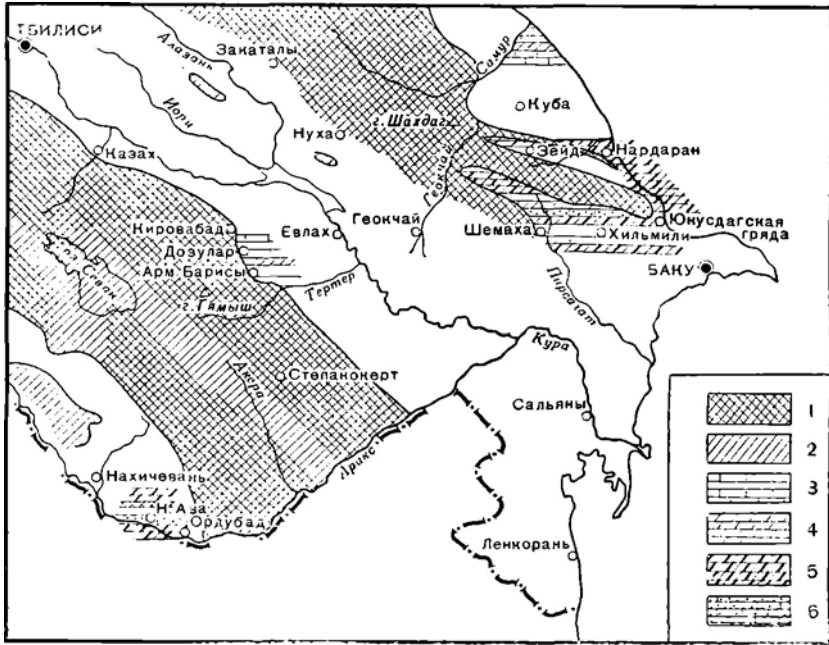 ТБИЛИСИ
Алазань
Закаталы
Самур
Иори
Куба
г. Шахдаг
Нуха
Казах
Зейд
Нардаран
Геокчай
Кировабад
Евлах
Геокчай
Шемаха
Хильмили
Юнусдагская
гряда
Дозулар
Арм. Барисы
БАКУ
оз. Севан
г. Гямыш
Тертер
Пирсагат
Кура
Акера
Степанокерт
Сальяны
Аракс
Нахичевань
Н. Аза
Ордубад
Ленкорань
1
2
3
4
5
6